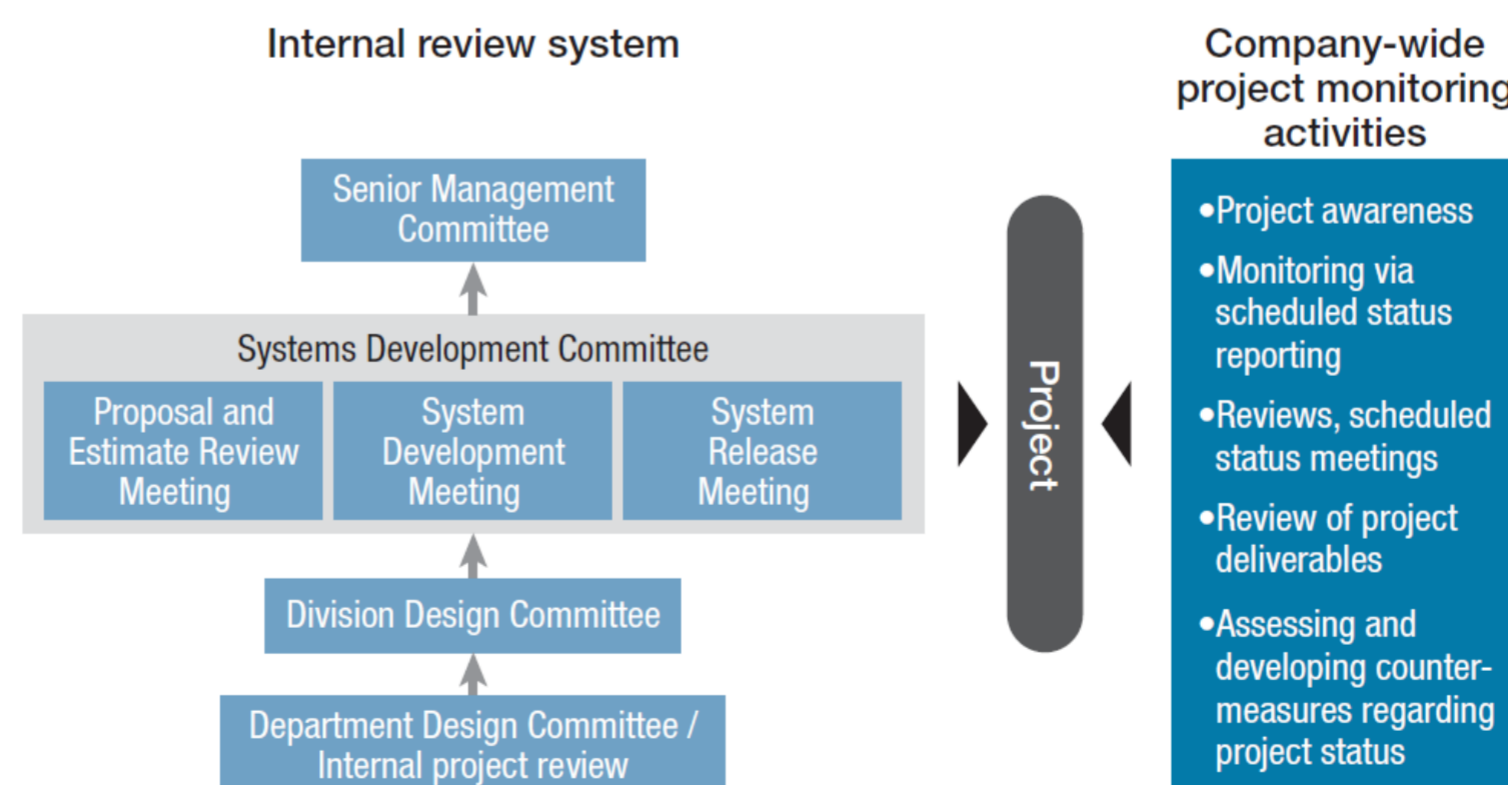 Internal review system
Senior Management
Committee
Systems Development Committee
Proposal and
Estimate Review
Meeting
System
Development
Meeting
System
Release
Meeting
Division Design Committee
Department Design Committee /
Internal project review
Project
Company-wide
project monitoring
activities
•Project awareness
•Monitoring via
scheduled status
reporting
•Reviews, scheduled
status meetings
•Review of project
deliverables
•Assessing and
developing counter-
measures regarding
project status